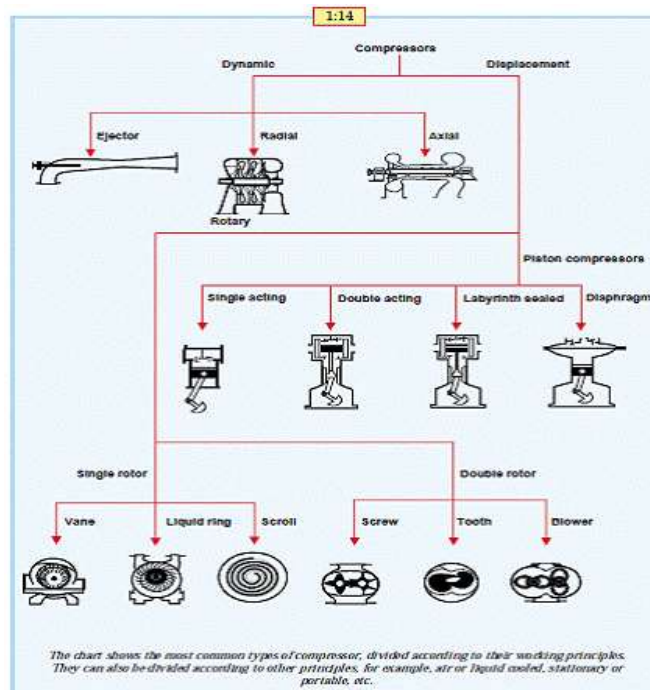 1:14
Compressors
Dynamic
Displacement
Ejector
Radial
Axial
Rotary
Piston compressors
Single acting
Double acting
Labyrinth sealed
Diaphragm
Single rotor
Double rotor
Vane
Liquid ring
Scroll
Screw
Tooth
Blower
The chart shows the most common types of compressor, divided according to their working principles.
They can also be divided according to other principles, for example, air or liquid cooled, stationary or
portable, etc.